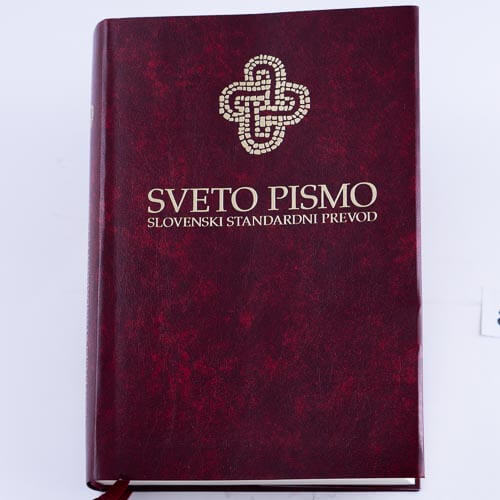 SVETO PISMO
SLOVENSKI STANDARDNI PREVOD